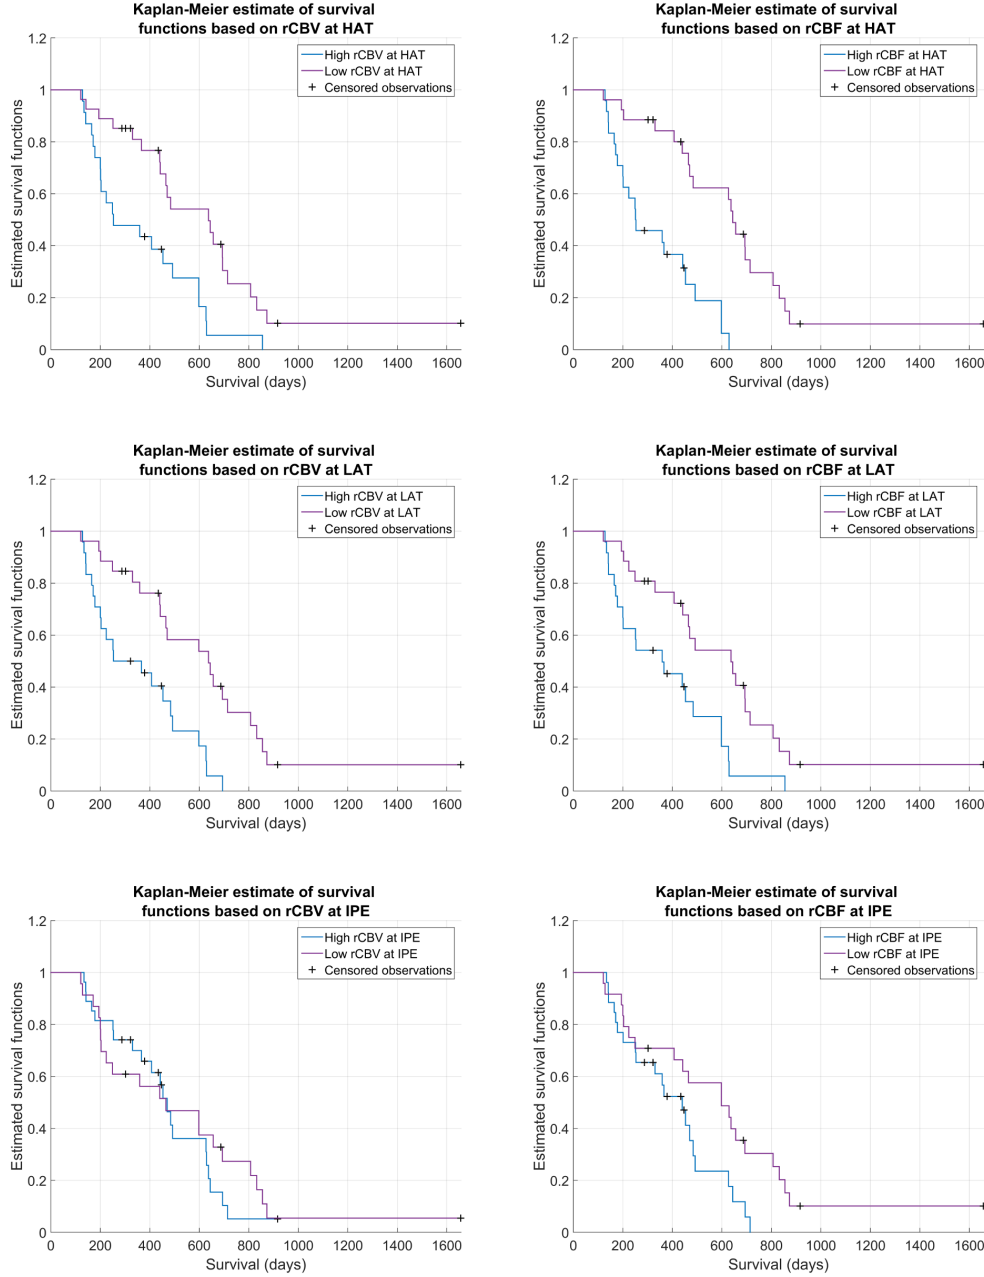 Kaplan-Meier estimate of survival
functions based on rCBV at HAT
1.2
1
0.8
0.6
0.4
0.2
0
Estimated survival functions
High rCBV at HAT
Low rCBV at HAT
Censored observations
0 200 400 600 800 1000 1200 1400 1600
Survival (days)
Kaplan-Meier estimate of survival
functions based on rCBF at HAT
1.2
1
0.8
0.6
0.4
0.2
0
Estimated survival functions
High rCBF at HAT
Low rCBF at HAT
Censored observations
0 200 400 600 800 1000 1200 1400 1600
Survival (days)
Kaplan-Meier estimate of survival
functions based on rCBV at LAT
1.2
1
0.8
0.6
0.4
0.2
0
Estimated survival functions
High rCBV at LAT
Low rCBV at LAT
Censored observations
0 200 400 600 800 1000 1200 1400 1600
Survival (days)
Kaplan-Meier estimate of survival
functions based on rCBF at LAT
1.2
1
0.8
0.6
0.4
0.2
0
Estimated survival functions
High rCBF at LAT
Low rCBF at LAT
Censored observations
0 200 400 600 800 1000 1200 1400 1600
Survival (days)
Kaplan-Meier estimate of survival
functions based on rCBV at IPE
1.2
1
0.8
0.6
0.4
0.2
0
Estimated survival functions
High rCBV at IPE
Low rCBV at IPE
Censored observations
0 200 400 600 800 1000 1200 1400 1600
Survival (days)
Kaplan-Meier estimate of survival
functions based on rCBF at IPE
1.2
1
0.8
0.6
0.4
0.2
0
Estimated survival functions
High rCBF at IPE
Low rCBF at IPE
Censored observations
0 200 400 600 800 1000 1200 1400 1600
Survival (days)